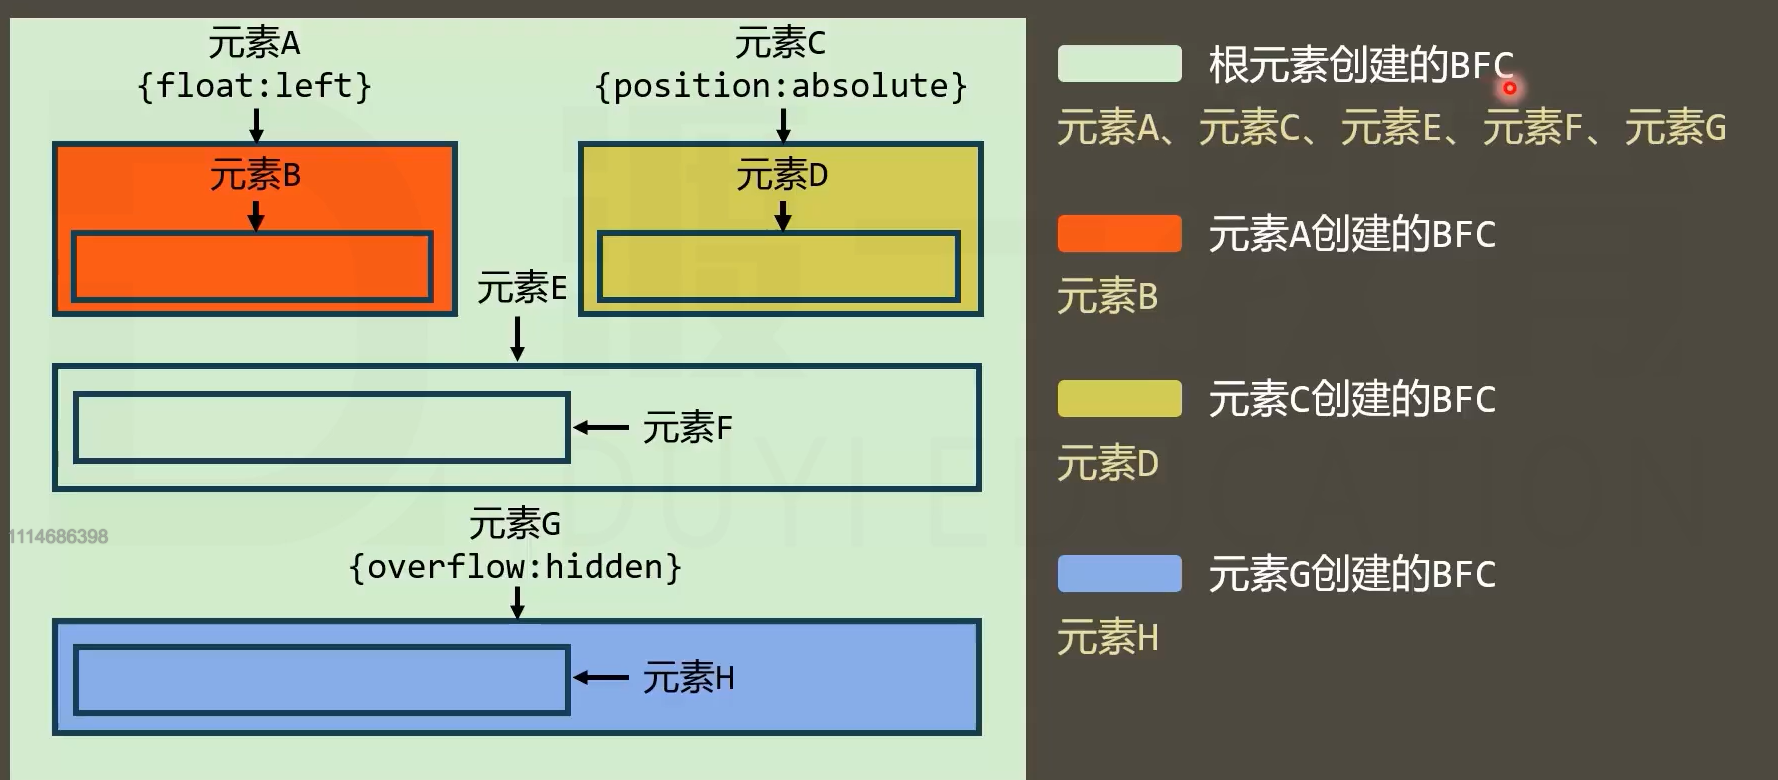 元素A
{float:left}
元素C
{position:absolute}
元素B
元素D
元素E
元素F
元素G
{overflow:hidden}
元素H
根元素创建的BFC
元素A、元素C、元素E、元素F、元素G
元素A创建的BFC
元素B
元素C创建的BFC
元素D
元素G创建的BFC
元素H
1114686398
DUYI EDUCATION